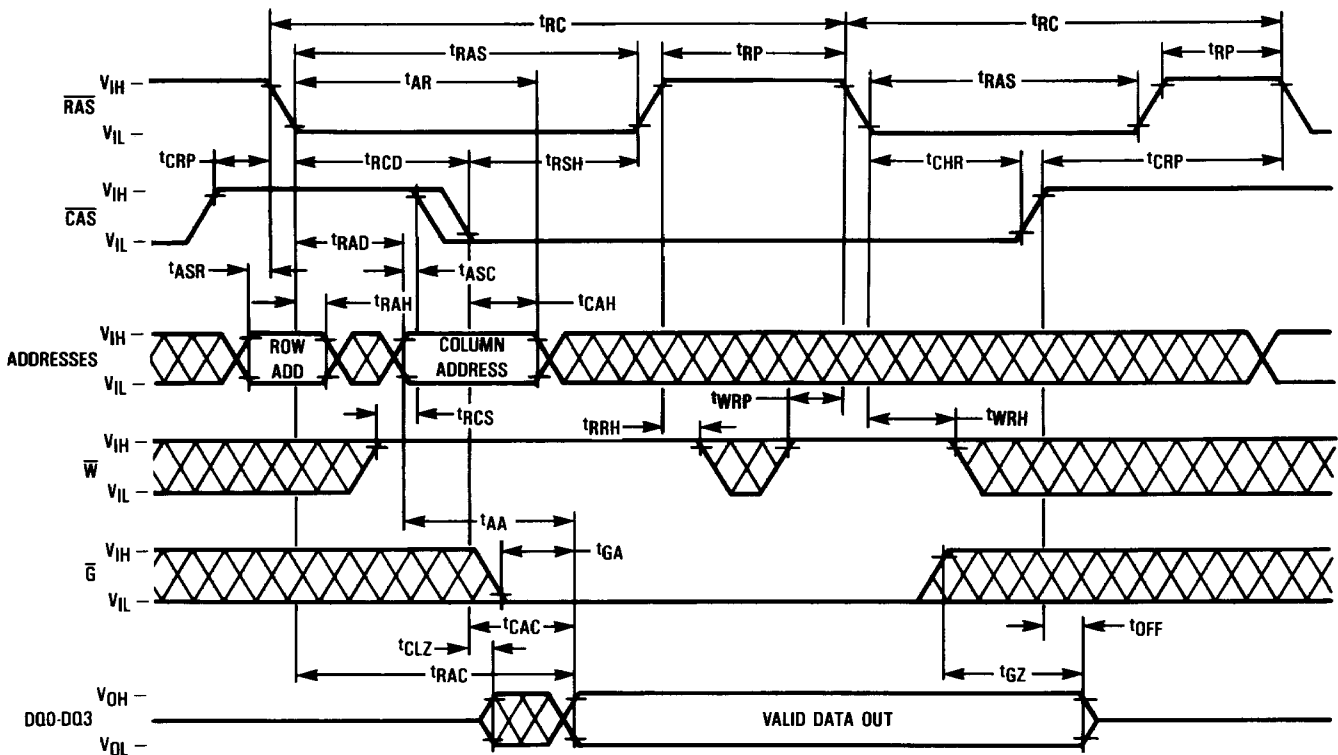 tRC tRC
tRAS tRP tRP
tAR tRAS
VIH
RAS
VIL
tCRP tRCD tRSH tCHR tCRP
VIH
CAS
VIL
tRAD
tASR tASC
tRAH tCAH
VIH
ADDRESSES ROW ADD COLUMN ADDRESS
VIL
tWRP
tRCS tRRH tWRH
VIH
W
VIL
tAA
VIH tGA
G
VIL
tCAC tOFF
tCLZ
tRAC tGZ
VOH
DQ0-DQ3 VALID DATA OUT
VOL